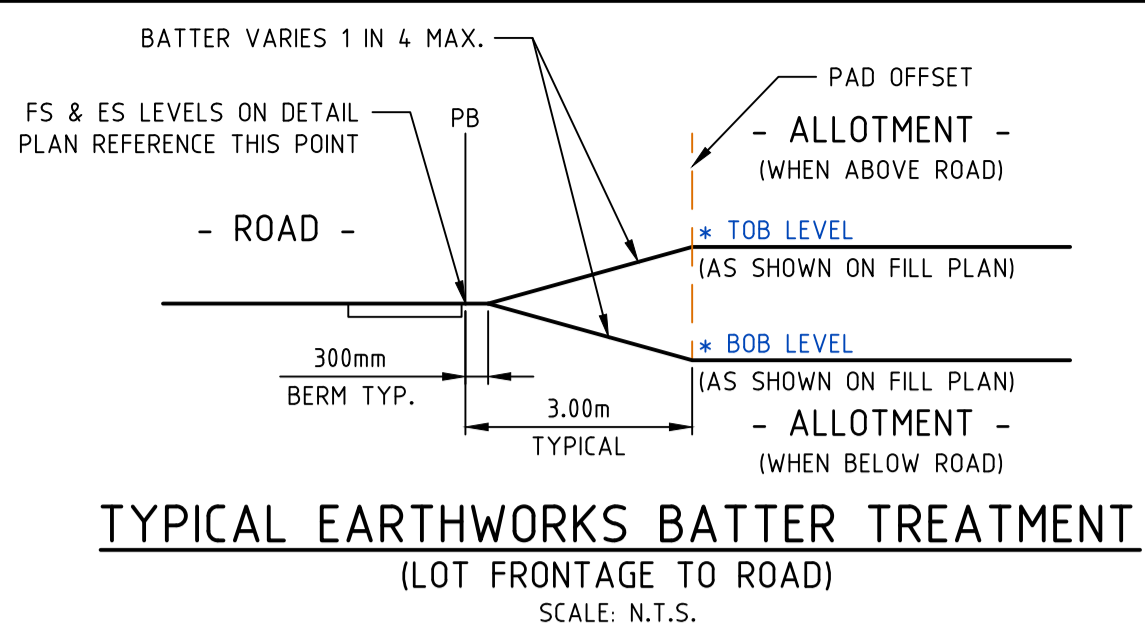 BATTER VARIES 1 IN 4 MAX.
PAD OFFSET
FS & ES LEVELS ON DETAIL
PLAN REFERENCE THIS POINT
PB
- ALLOTMENT -
(WHEN ABOVE ROAD)
- ROAD -
* TOB LEVEL
(AS SHOWN ON FILL PLAN)
* BOB LEVEL
(AS SHOWN ON FILL PLAN)
300mm
BERM TYP.
3.00m
TYPICAL
- ALLOTMENT -
(WHEN BELOW ROAD)
TYPICAL EARTHWORKS BATTER TREATMENT
(LOT FRONTAGE TO ROAD)
SCALE: N.T.S.